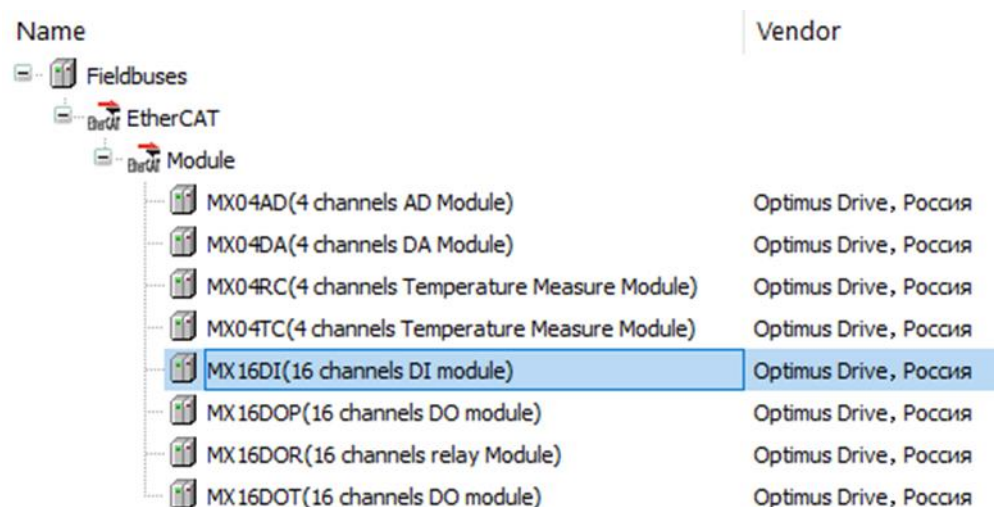 Name Vendor
Fieldbuses
EtherCAT EtherCAT
EtherCAT Module
MX04AD(4 channels AD Module) Optimus Drive, Россия
MX04DA(4 channels DA Module) Optimus Drive, Россия
MX04RC(4 channels Temperature Measure Module) Optimus Drive, Россия
MX04TC(4 channels Temperature Measure Module) Optimus Drive, Россия
MX16DI(16 channels DI module) Optimus Drive, Россия
MX16DOP(16 channels DO module) Optimus Drive, Россия
MX16DOR(16 channels relay Module) Optimus Drive, Россия
MX16DOT(16 channels DO module) Optimus Drive, Россия